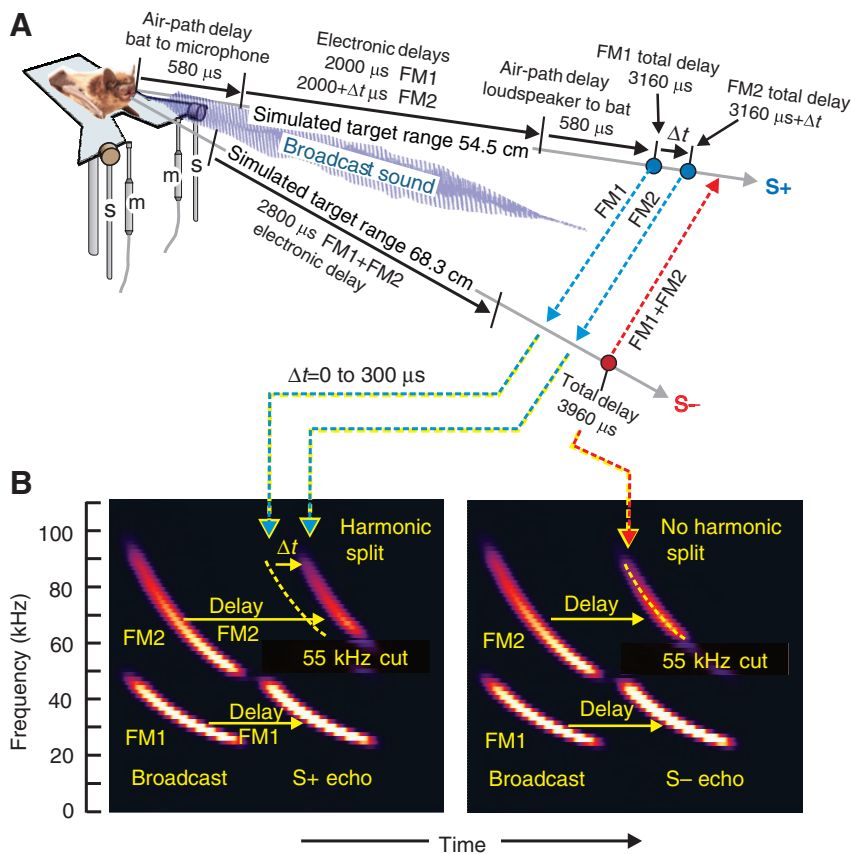 A
Air-path delay
bat to microphone
580 µs
Electronic delays
2000 µs FM1
2000+Δt µs FM2
Air-path delay
loudspeaker to bat
580 µs
FM1 total delay
3160 µs
Δt
FM2 total delay
3160 µs+Δt
Simulated target range 54.5 cm
Broadcast sound
Simulated target range 68.3 cm
2800 µs FM1+FM2
electronic delay
S
m
m
S
S+
FM1
FM2
FM1+FM2
Δt=0 to 300 µs
Total delay
3960 µs
S–
B
Frequency (kHz)
100
80
60
40
20
0
Harmonic
split
Δt
Delay
FM2
FM2
55 kHz cut
Delay
FM1
FM1
Broadcast
S+ echo
No harmonic
split
Delay
FM2
55 kHz cut
Delay
FM1
Broadcast
S– echo
Time